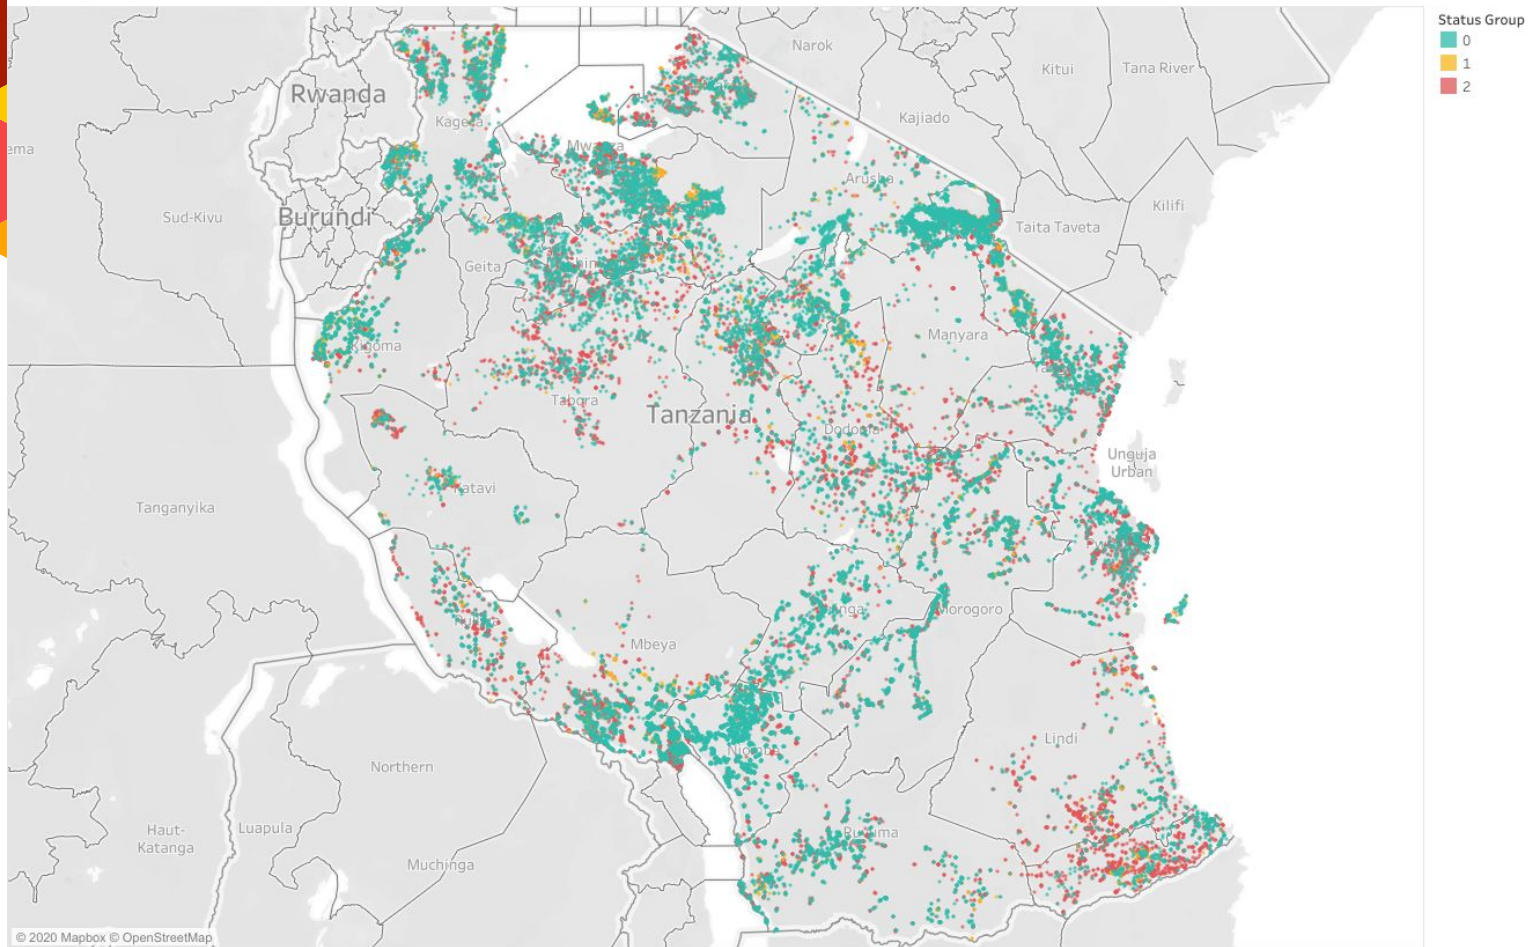 Status Group
0
1
2
Narok
Kitui
Tana River
Rwanda
Kajiado
ema
Arusha
Kilifi
Sud-Kivu
Burundi
Taita Taveta
Geita
Manyara
Kigoma
Tabora
Tanzania
Dodoma
Unguja
Urban
Katavi
Tanganyika
Morogoro
Mbeya
Lindi
Njombe
Northern
Haut-
Katanga
Luapula
Ruvuma
Muchinga
© 2020 Mapbox © OpenStreetMap